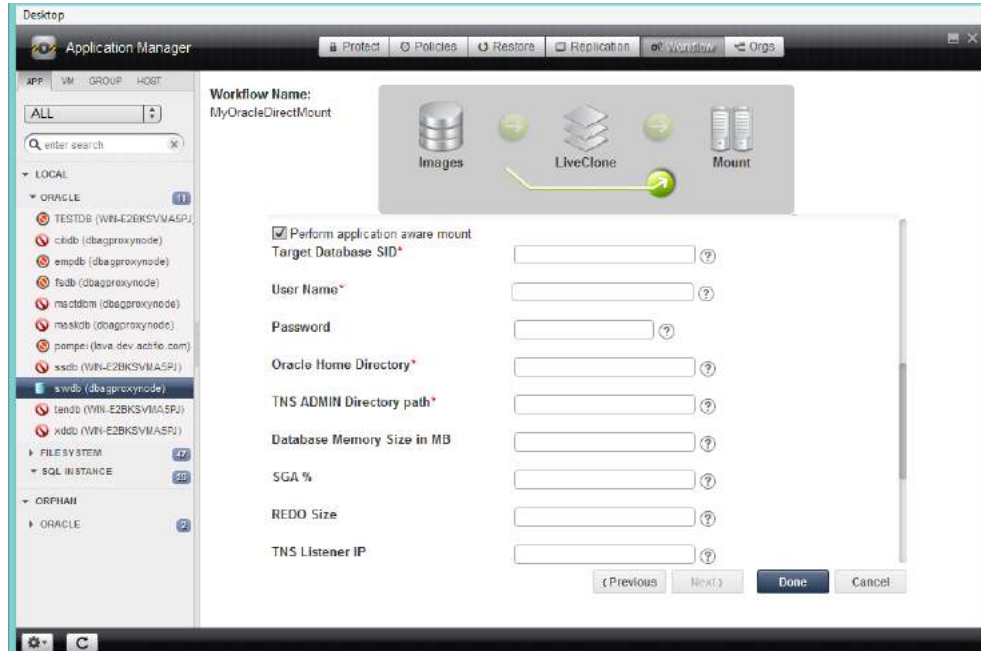 Desktop
Application Manager
Protect
Policies
Restore
Replication
Workflow
Orgs
APP
VM
GROUP
HOST
ALL
enter search
LOCAL
ORACLE
11
TESTDB (WIN-E2BKSVMA5PJ
citidb (dbagproxynode)
empdb (dbagproxynode)
fsdb (dbagproxynode)
mactdbm (dbagproxynode)
maskdb (dbagproxynode)
pompei (lava.dev.actifio.com)
ssdb (WIN-E2BKSVMA5PJ)
swdb (dbagproxynode)
tendb (WIN-E2BKSVMA5PJ)
xddb (WIN-E2BKSVMA5PJ)
FILESYSTEM
47
SQL INSTANCE
ORPHAN
ORACLE
2
Workflow Name:
MyOracleDirectMount
Images
LiveClone
Mount
Perform application aware mount
Target Database SID*
User Name*
Password
Oracle Home Directory*
TNS ADMIN Directory path*
Database Memory Size in MB
SGA %
REDO Size
TNS Listener IP
Previous
Next
Done
Cancel